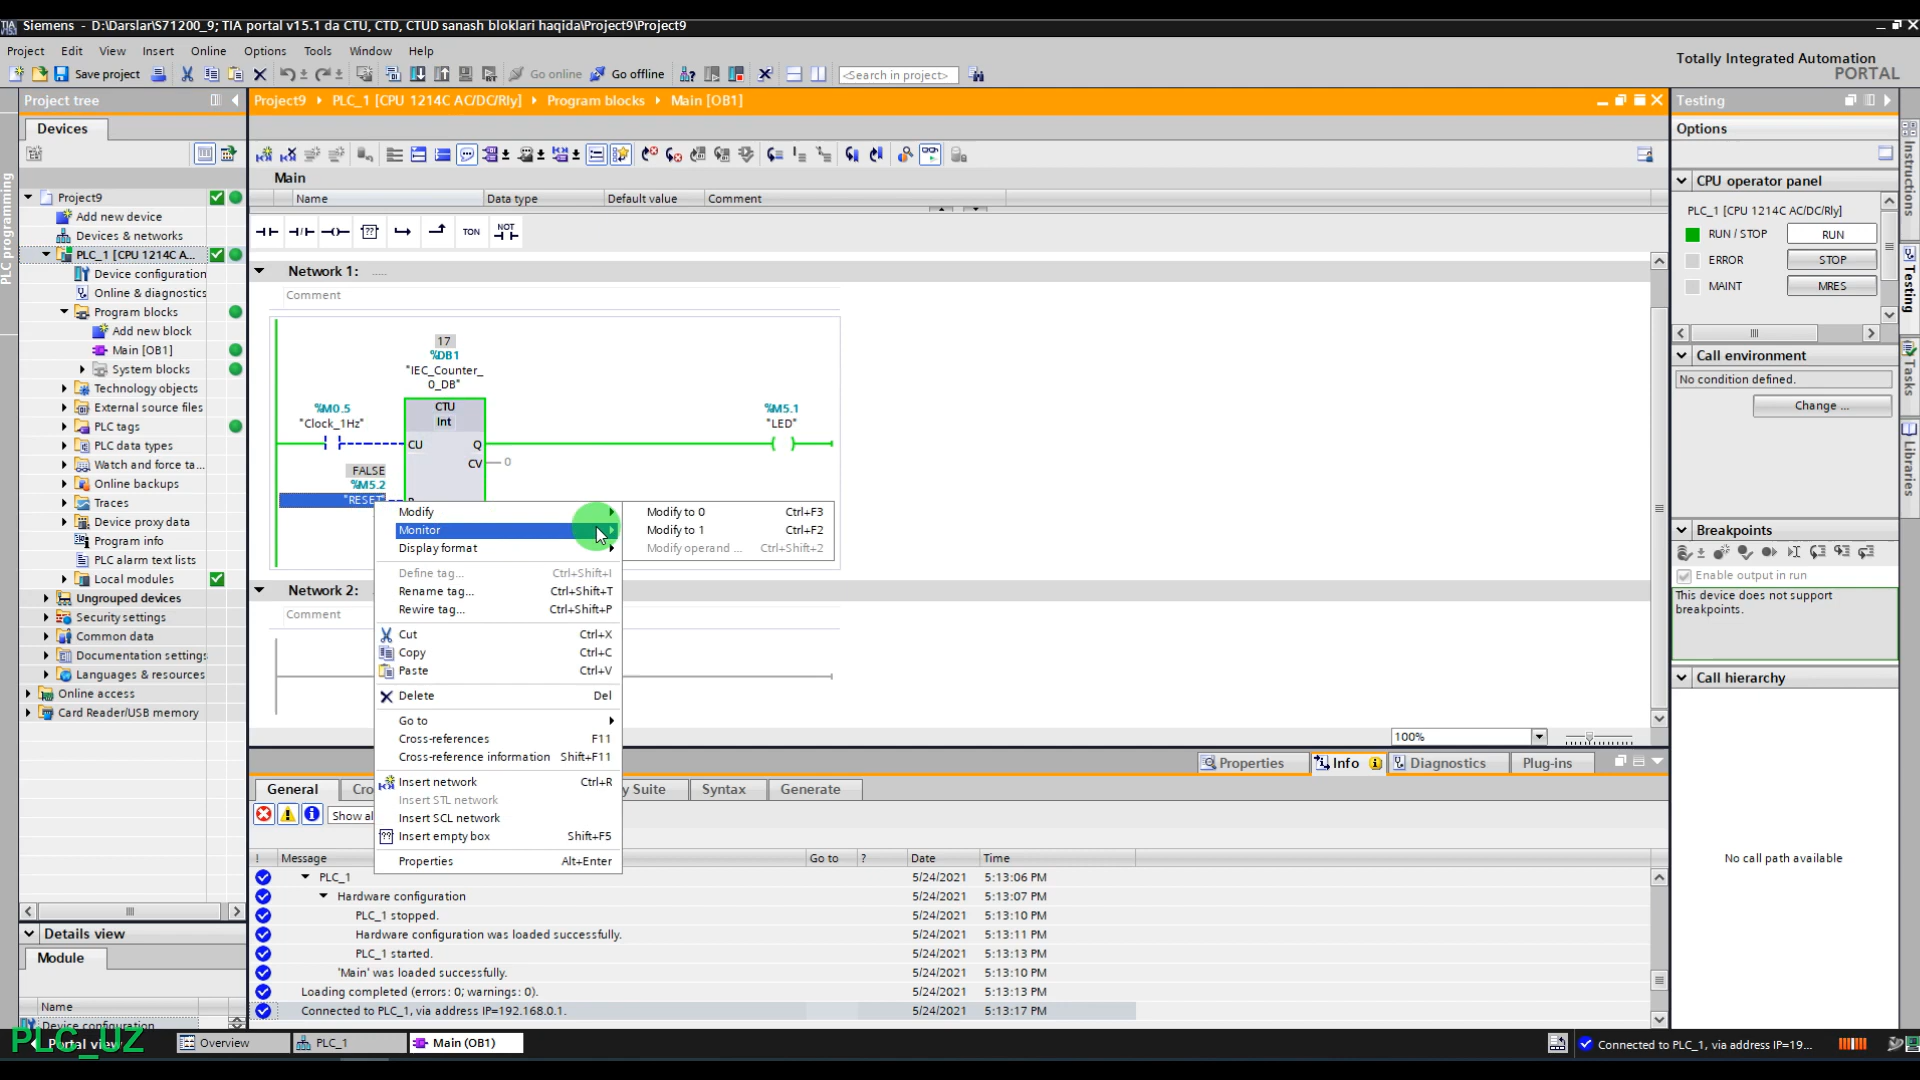 Siemens - D:\Darslar\S71200_9; TIA portal v15.1 da CTU, CTD, CTUD sanash bloklari haqida\Project9\Project9
Project Edit View Insert Online Options Tools Window Help
Totally Integrated Automation
PORTAL
Save project
Go online
Go offline
<Search in project>
Project tree
Project9 PLC_1 [CPU 1214C AC/DC/Rly] Program blocks Main [OB1]
Testing
Devices
Options
PLC programming
Main
CPU operator panel
Project9
Name Data type Default value Comment
PLC_1 [CPU 1214C AC/DC/Rly]
Add new device
Devices & networks
TON
NOT
RUN / STOP RUN
PLC_1 [CPU 1214C A...
ERROR STOP
Device configuration
Network 1: .....
MAINT MRES
Online & diagnostics
Comment
Program blocks
Add new block
Main [OB1]
System blocks
Technology objects
External source files
PLC tags
PLC data types
Watch and force ta...
Online backups
Traces
Device proxy data
Program info
PLC alarm text lists
Local modules
Ungrouped devices
Security settings
Common data
Documentation settings
Languages & resources
Online access
Card Reader/USB memory
17
%DB1
"IEC_Counter_
0_DB"
CTU
Int
%M0.5
"Clock_1Hz"
CU Q
CV 0
%M5.1
"LED"
FALSE
%M5.2
"RESET"
R
Modify
Monitor
Display format
Define tag... Ctrl+Shift+I
Rename tag... Ctrl+Shift+T
Rewire tag... Ctrl+Shift+P
Cut Ctrl+X
Copy Ctrl+C
Paste Ctrl+V
Delete Del
Go to
Cross-references F11
Cross-reference information Shift+F11
Insert network Ctrl+R
Insert STL network
Insert SCL network
Insert empty box Shift+F5
Properties Alt+Enter
Modify to 0 Ctrl+F3
Modify to 1 Ctrl+F2
Modify operand ... Ctrl+Shift+2
Network 2:
Comment
100%
Call environment
No condition defined.
Change ...
Breakpoints
Enable output in run
This device does not support
breakpoints.
Call hierarchy
No call path available
Instructions
Testing
Tasks
Libraries
Properties Info Diagnostics Plug-ins
General Cro y Suite Syntax Generate
Show al
! Message Go to ? Date Time
PLC_1 5/24/2021 5:13:06 PM
Hardware configuration 5/24/2021 5:13:07 PM
PLC_1 stopped. 5/24/2021 5:13:10 PM
Hardware configuration was loaded successfully. 5/24/2021 5:13:11 PM
PLC_1 started. 5/24/2021 5:13:13 PM
'Main' was loaded successfully. 5/24/2021 5:13:10 PM
Loading completed (errors: 0; warnings: 0). 5/24/2021 5:13:13 PM
Connected to PLC_1, via address IP=192.168.0.1. 5/24/2021 5:13:17 PM
Details view
Module
Name
Device configuration
PLC_UZ
Portal view
Overview
PLC_1
Main (OB1)
Connected to PLC_1, via address IP=19...